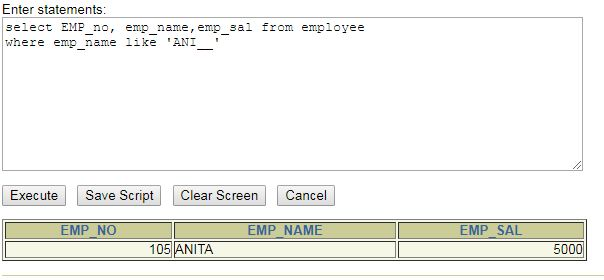 Enter statements:
select EMP_no, emp_name,emp_sal from employee
where emp_name like 'ANI__'
Execute Save Script Clear Screen Cancel
EMP_NO EMP_NAME EMP_SAL
105 ANITA 5000